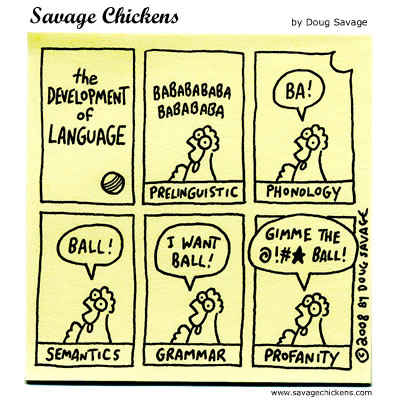 Savage Chickens
by Doug Savage
the
DEVELOPMENT
of
LANGUAGE
BABABABABA
BABABABA
PRELINGUISTIC
BA!
PHONOLOGY
BALL!
SEMANTICS
I WANT
BALL!
GRAMMAR
GIMME THE
@!#★ BALL!
PROFANITY
©2008 BY DOUG SAVAGE
www.savagechickens.com